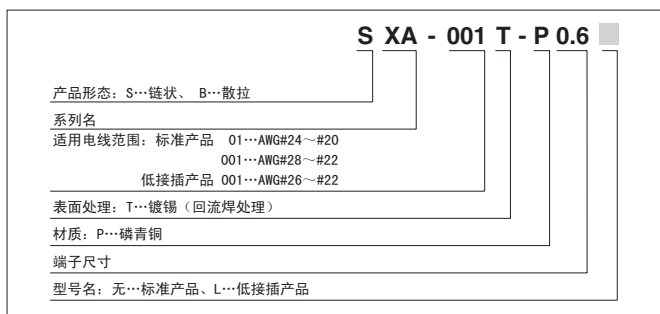 S XA - 001 T - P 0.6
产品形态：S…链状、 B…散拉
系列名
适用电线范围：标准产品 01…AWG#24～#20
001…AWG#28～#22
低接插产品 001…AWG#26～#22
表面处理：T…镀锡（回流焊处理）
材质：P…磷青铜
端子尺寸
型号名：无…标准产品、L…低接插产品